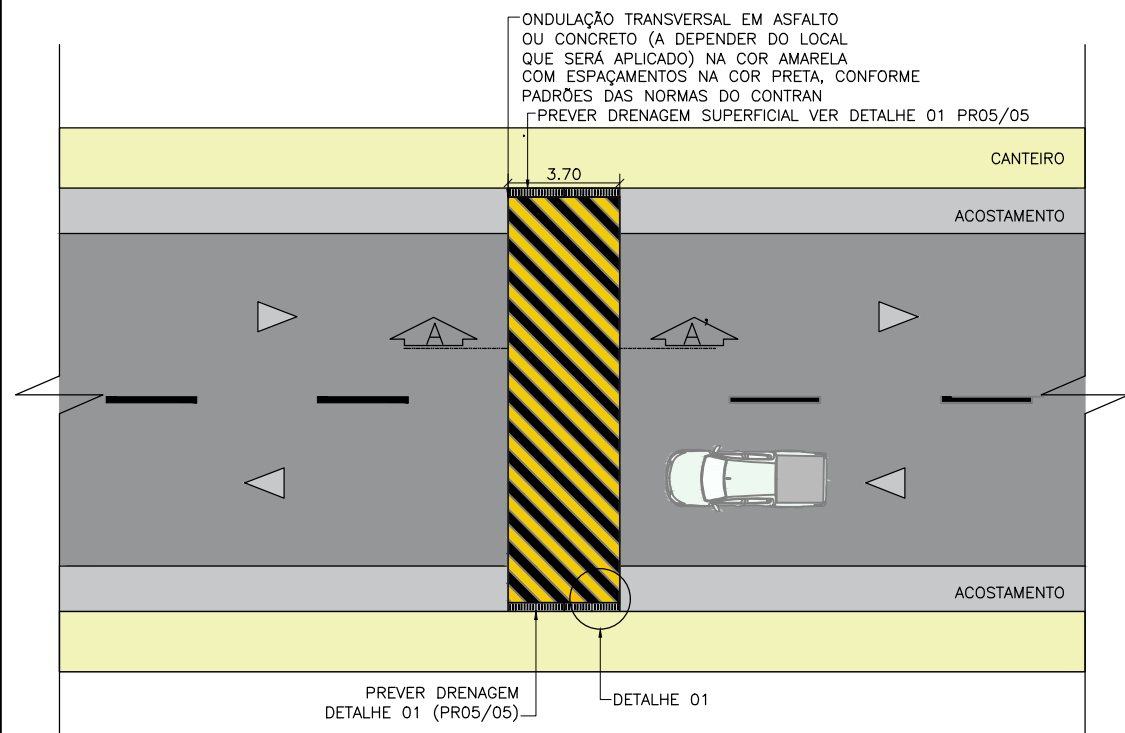 ONDULAÇÃO TRANSVERSAL EM ASFALTO
OU CONCRETO (A DEPENDER DO LOCAL
QUE SERÁ APLICADO) NA COR AMARELA
COM ESPAÇAMENTOS NA COR PRETA, CONFORME
PADRÕES DAS NORMAS DO CONTRAN
PREVER DRENAGEM SUPERFICIAL VER DETALHE 01 PR05/05
CANTEIRO
3.70
ACOSTAMENTO
A
A'
ACOSTAMENTO
PREVER DRENAGEM
DETALHE 01 (PR05/05)
DETALHE 01